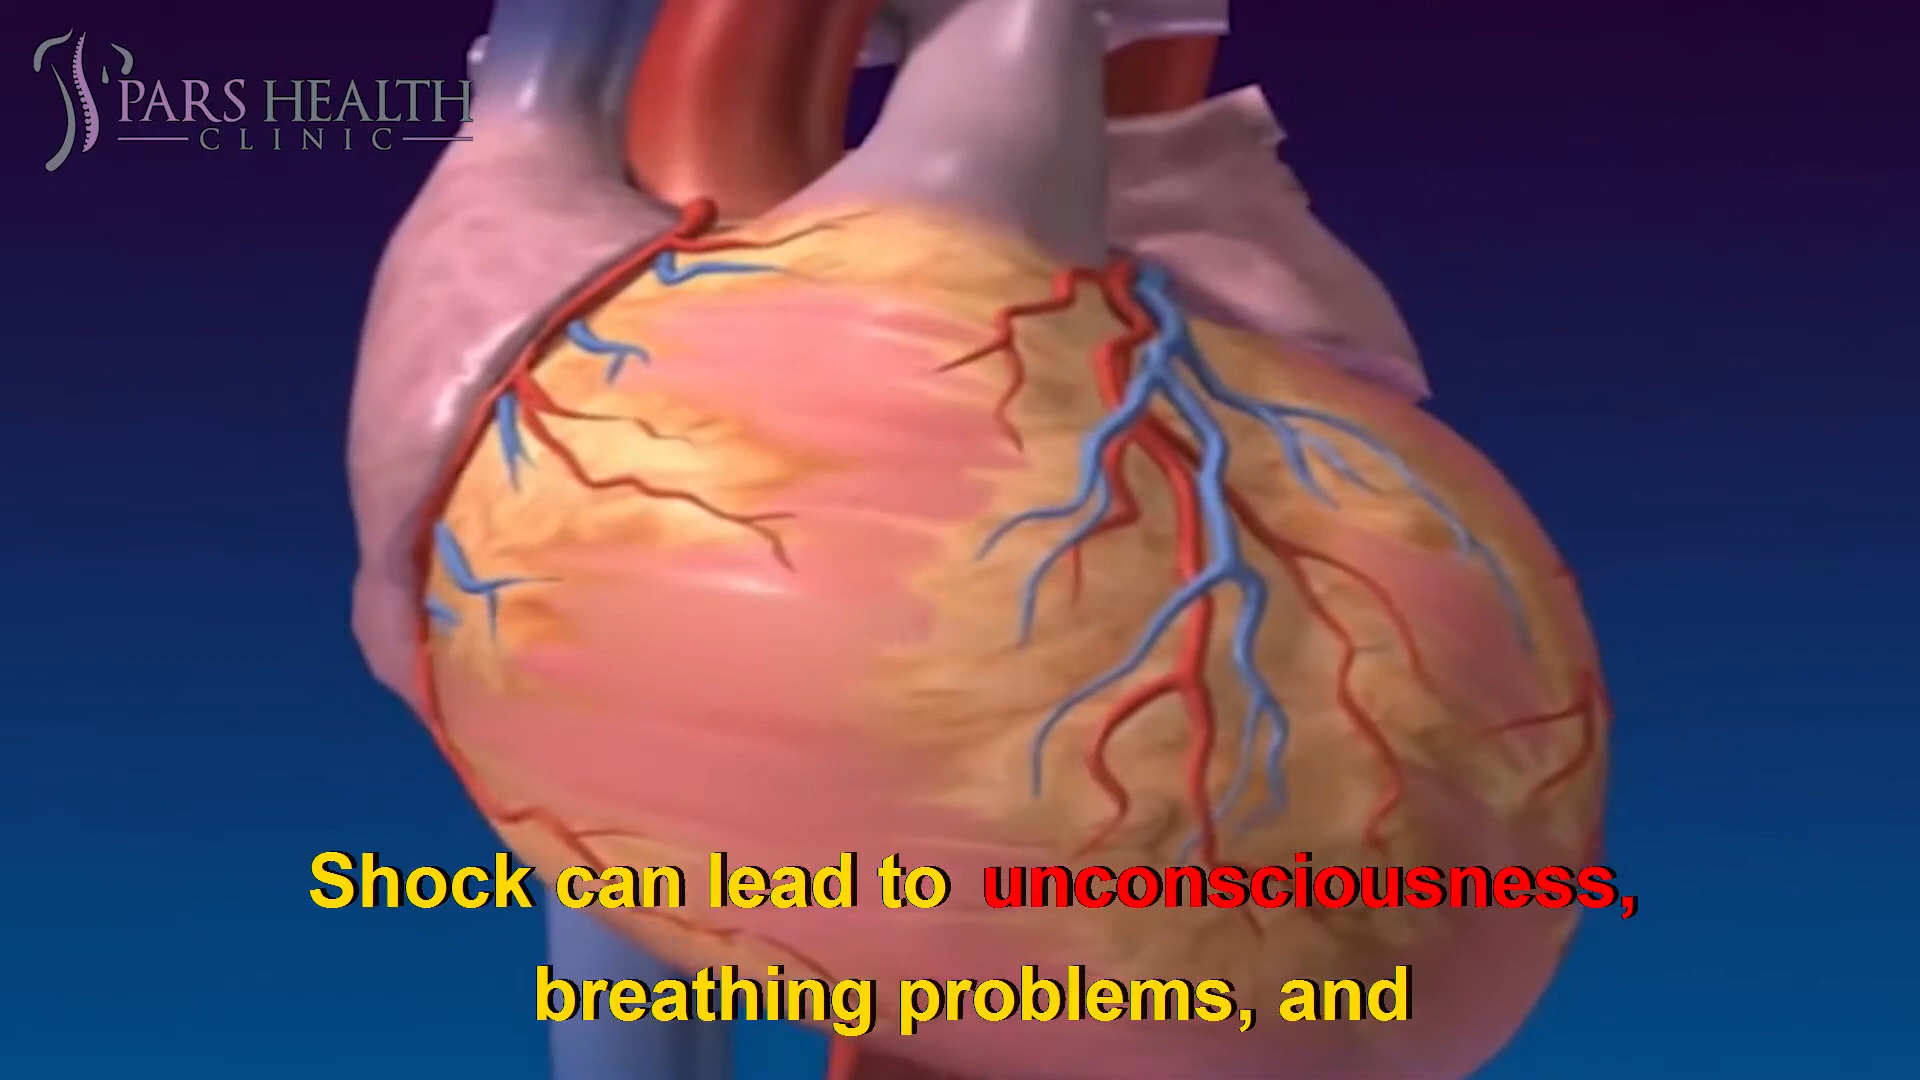 PARS HEALTH
CLINIC
Shock can lead to unconsciousness,
breathing problems, and